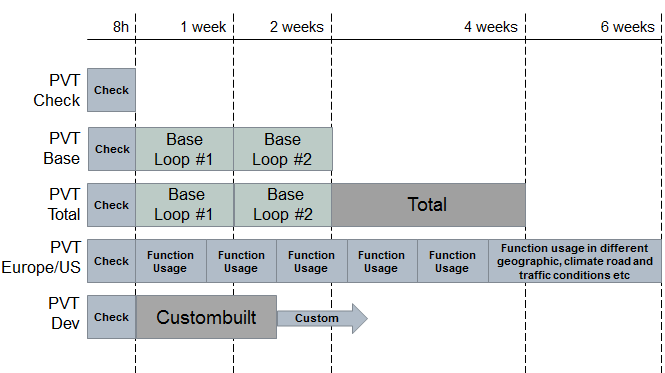 8h 1 week 2 weeks 4 weeks 6 weeks
PVT
Check
Check
PVT
Base
Check
Base
Loop #1
Base
Loop #2
PVT
Total
Check
Base
Loop #1
Base
Loop #2
Total
PVT
Europe/US
Check
Function
Usage
Function
Usage
Function
Usage
Function
Usage
Function
Usage
Function usage in different
geographic, climate road and
traffic conditions etc
PVT
Dev
Check
Custombuilt
Custom